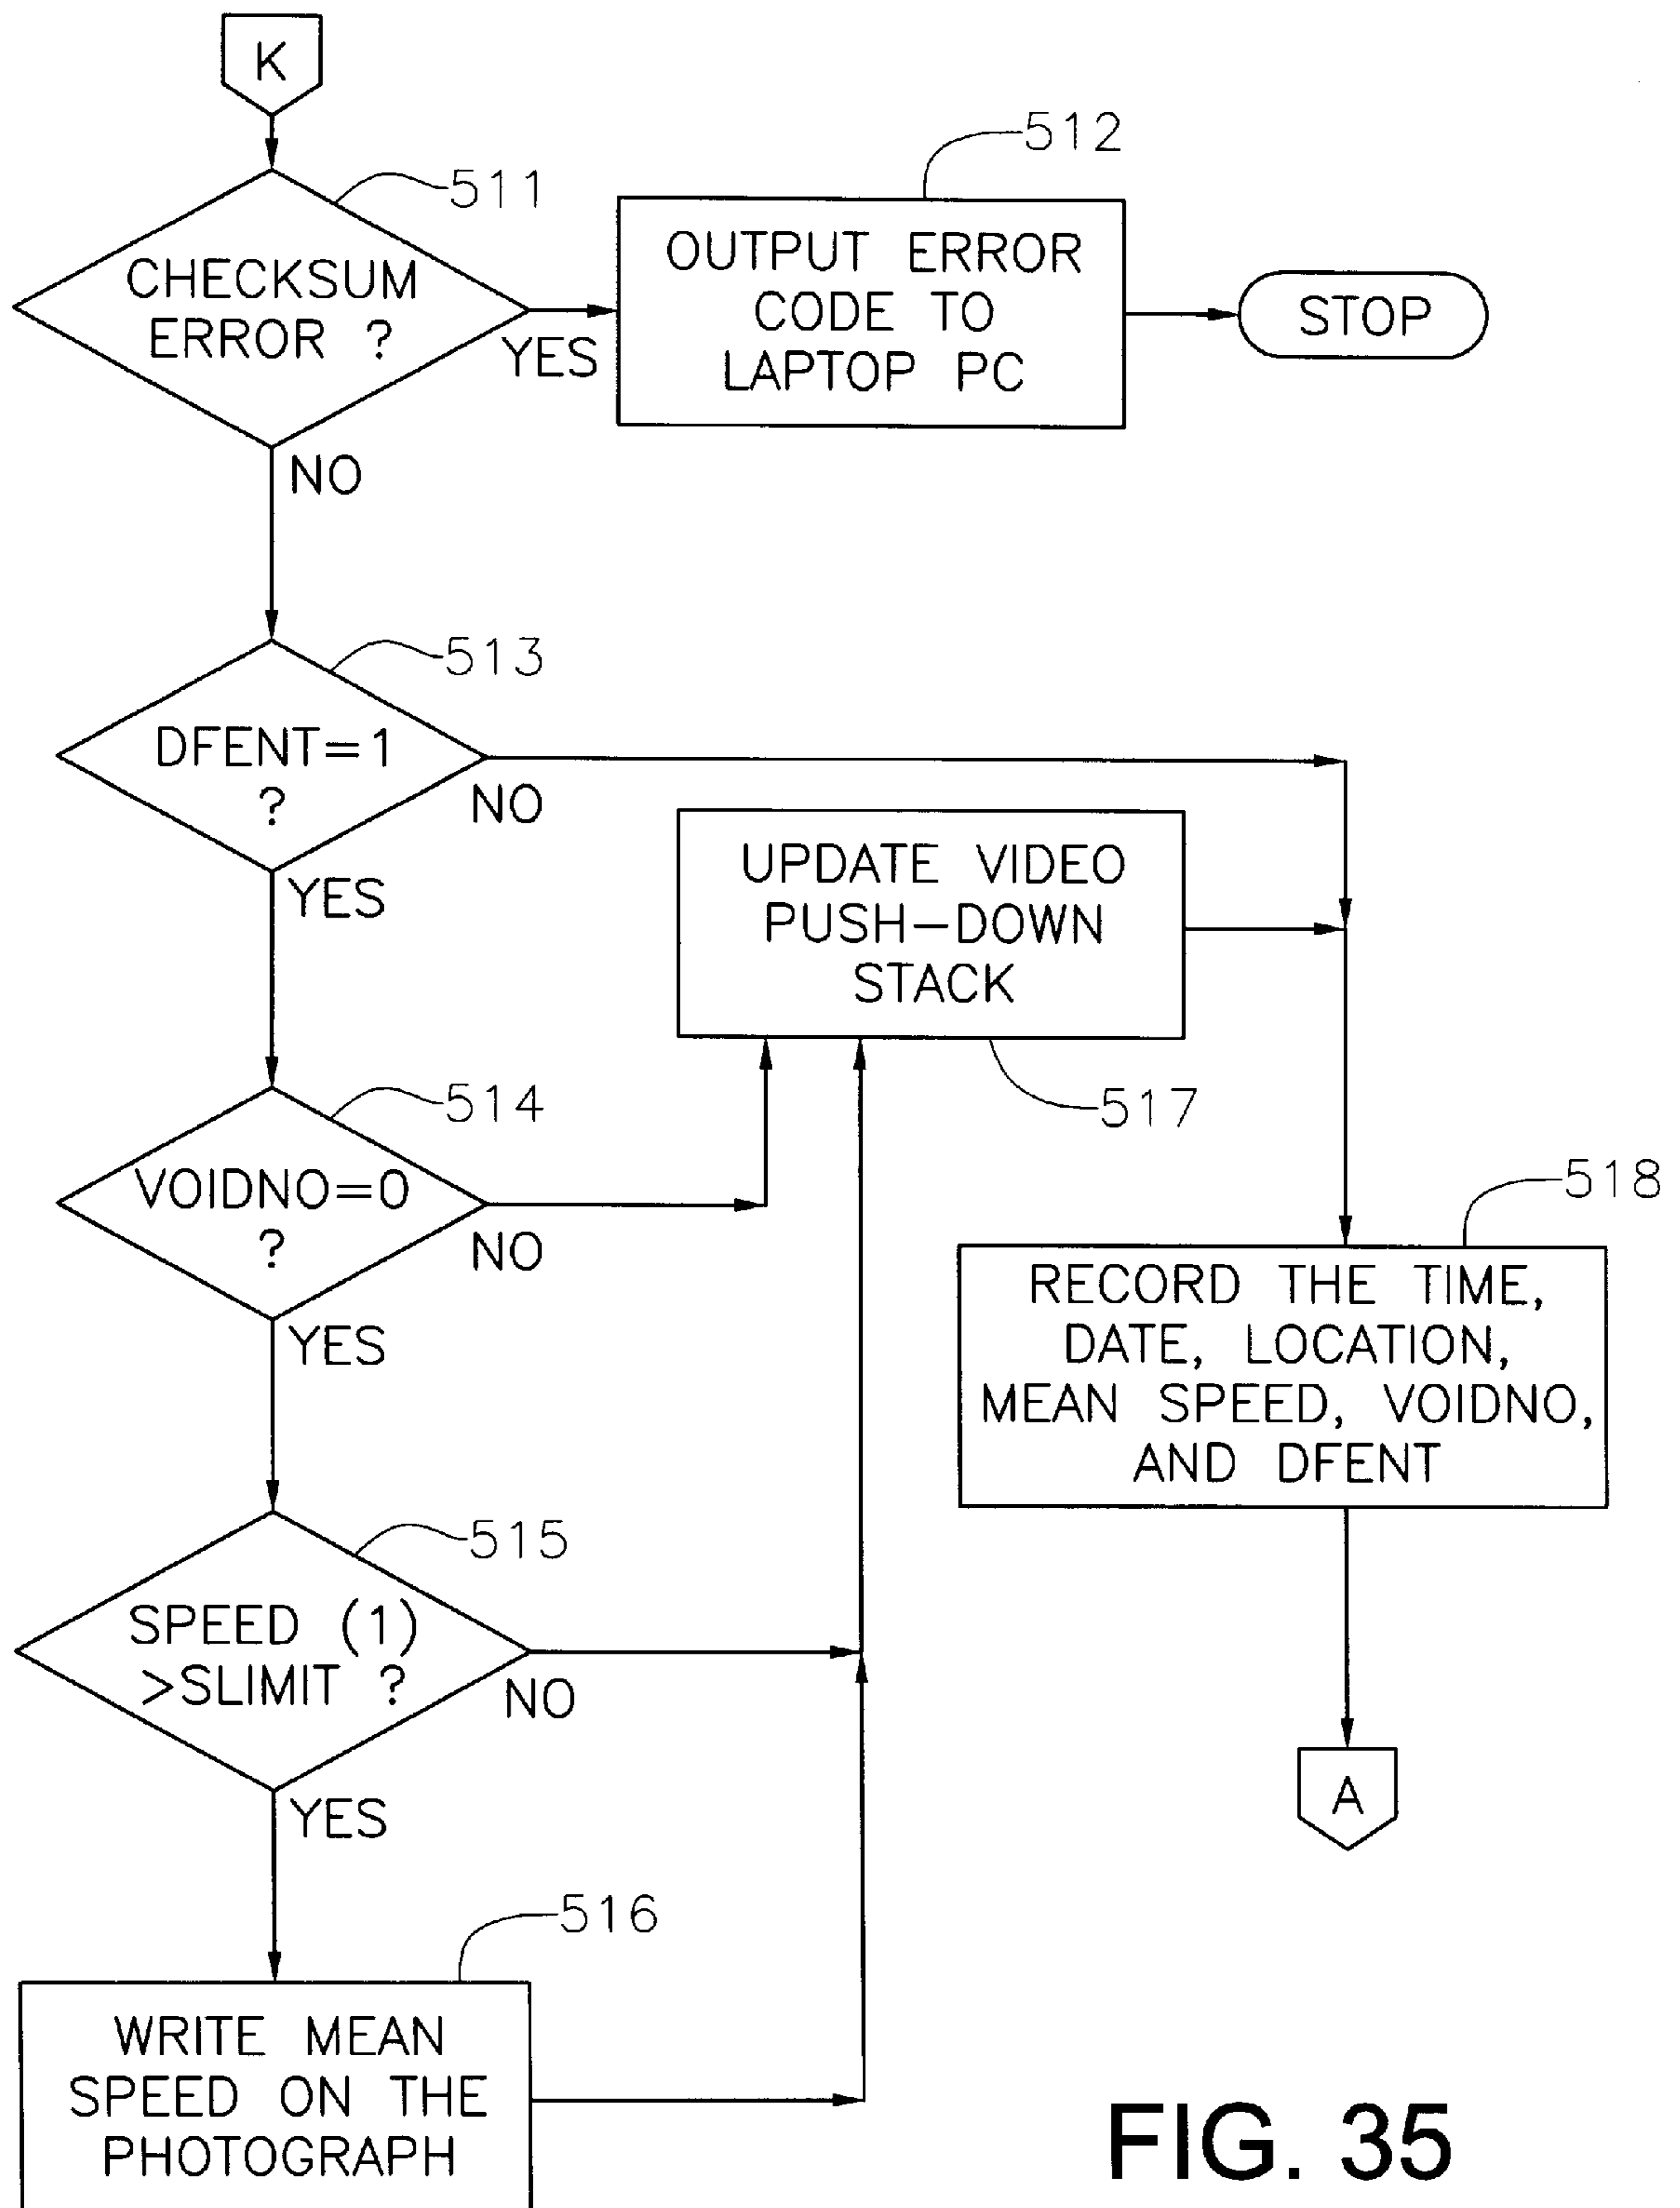 K
511
CHECKSUM
ERROR ?
YES
NO
512
OUTPUT ERROR
CODE TO
LAPTOP PC
STOP
513
DFENT=1
?
NO
YES
UPDATE VIDEO
PUSH-DOWN
STACK
517
514
VOIDNO=0
?
NO
YES
518
RECORD THE TIME,
DATE, LOCATION,
MEAN SPEED, VOIDNO,
AND DFENT
515
SPEED (1)
>SLIMIT ?
NO
YES
A
516
WRITE MEAN
SPEED ON THE
PHOTOGRAPH
FIG. 35